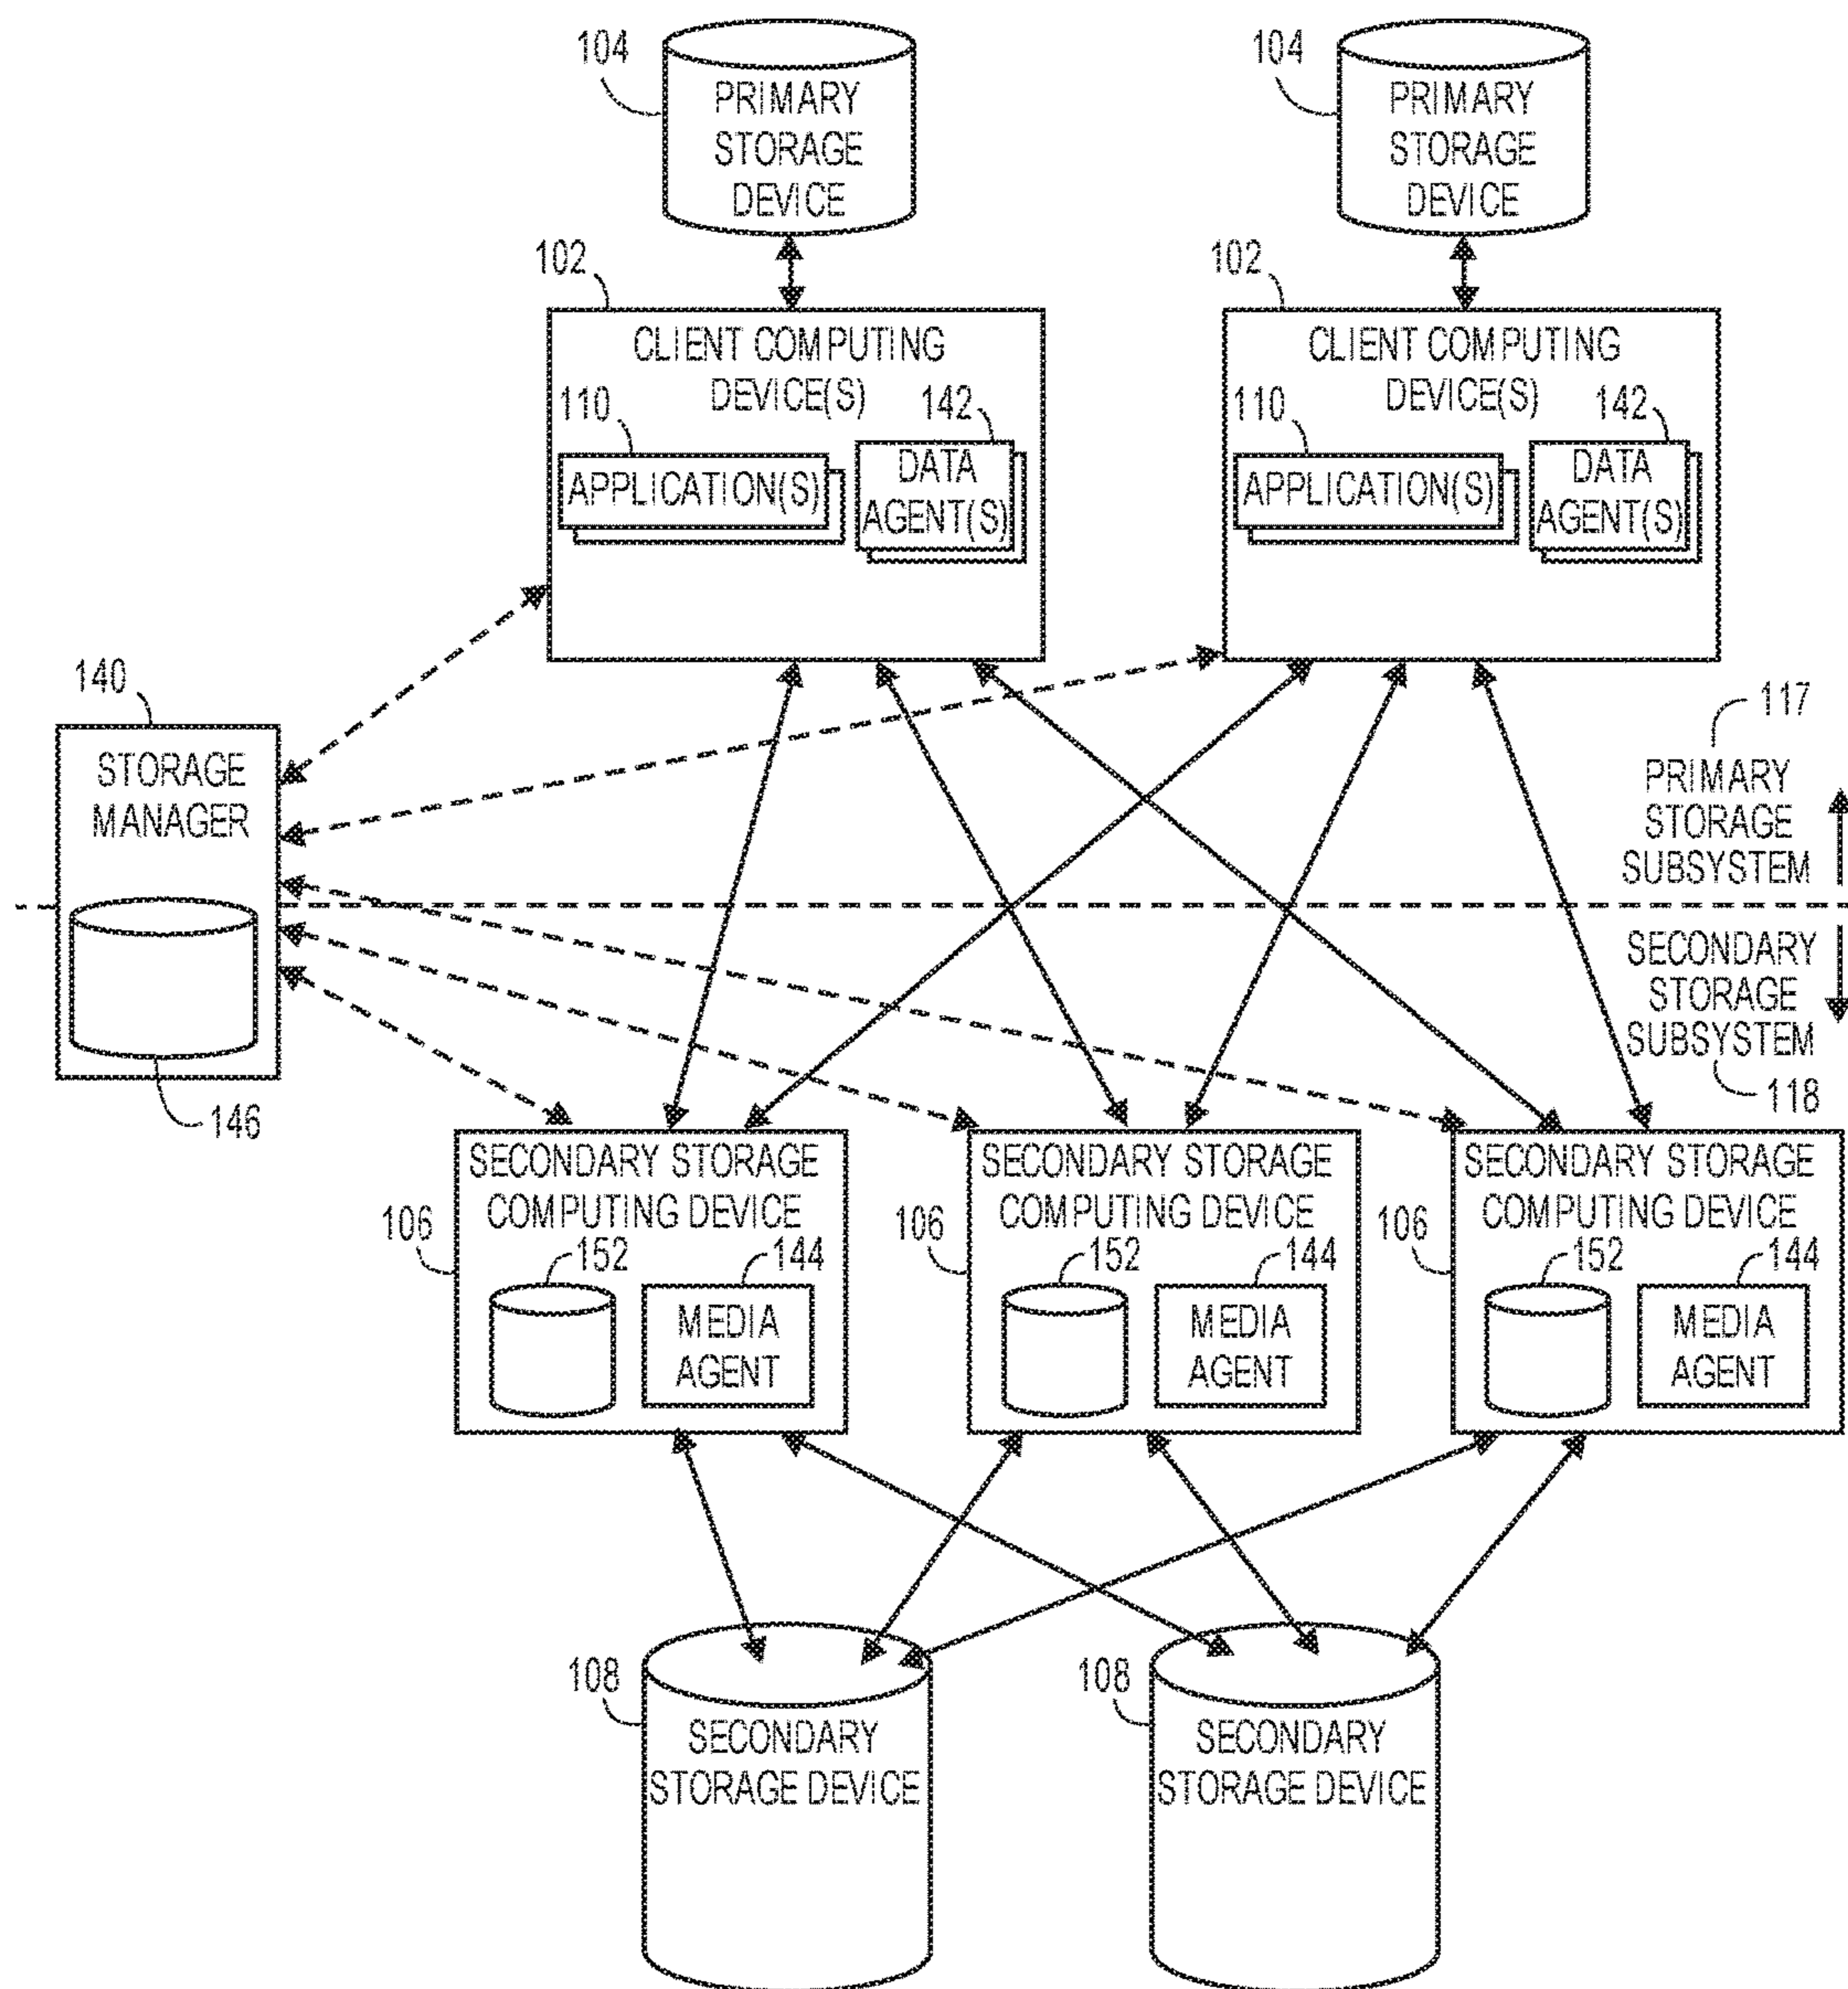 104
PRIMARY
STORAGE
DEVICE
104
PRIMARY
STORAGE
DEVICE
102
CLIENT COMPUTING
DEVICE(S)
110
142
APPLICATION(S)
DATA
AGENT(S)
102
CLIENT COMPUTING
DEVICE(S)
110
142
APPLICATION(S)
DATA
AGENT(S)
140
STORAGE
MANAGER
146
117
PRIMARY
STORAGE
SUBSYSTEM
SECONDARY
STORAGE
SUBSYSTEM
118
106
SECONDARY STORAGE
COMPUTING DEVICE
152
144
MEDIA
AGENT
106
SECONDARY STORAGE
COMPUTING DEVICE
152
144
MEDIA
AGENT
106
SECONDARY STORAGE
COMPUTING DEVICE
152
144
MEDIA
AGENT
108
SECONDARY
STORAGE DEVICE
108
SECONDARY
STORAGE DEVICE